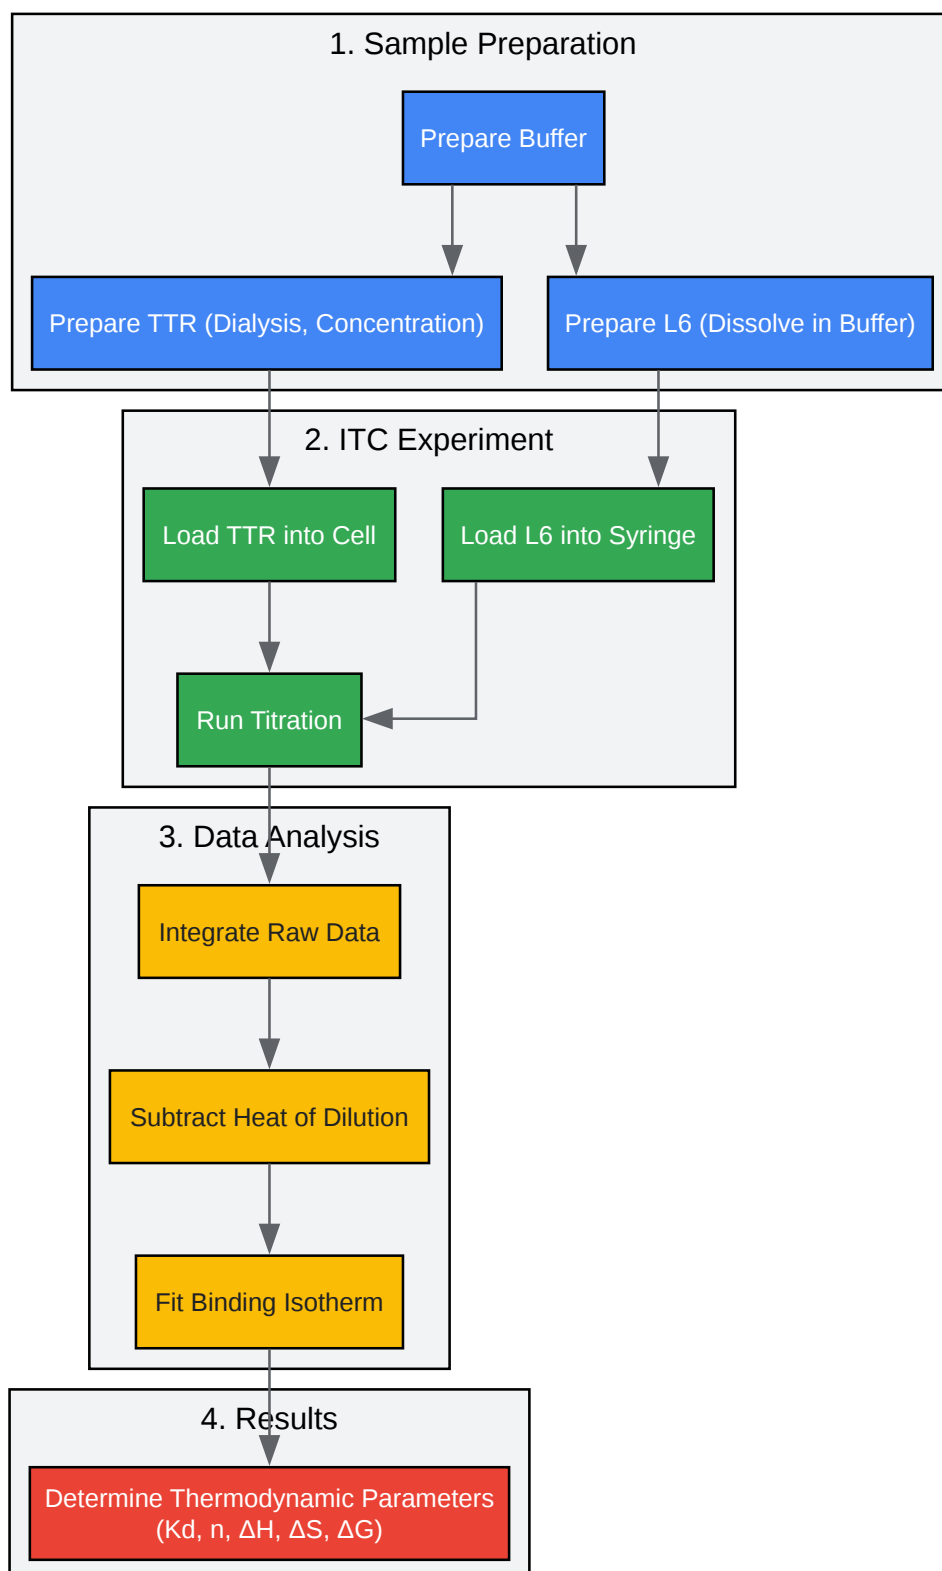 1. Sample Preparation
Prepare Buffer
Prepare TTR (Dialysis, Concentration)
Prepare L6 (Dissolve in Buffer)
2. ITC Experiment
Load TTR into Cell
Load L6 into Syringe
Run Titration
3. Data Analysis
Integrate Raw Data
Subtract Heat of Dilution
Fit Binding Isotherm
4. Results
Determine Thermodynamic Parameters
(Kd, n, ΔH, ΔS, ΔG)